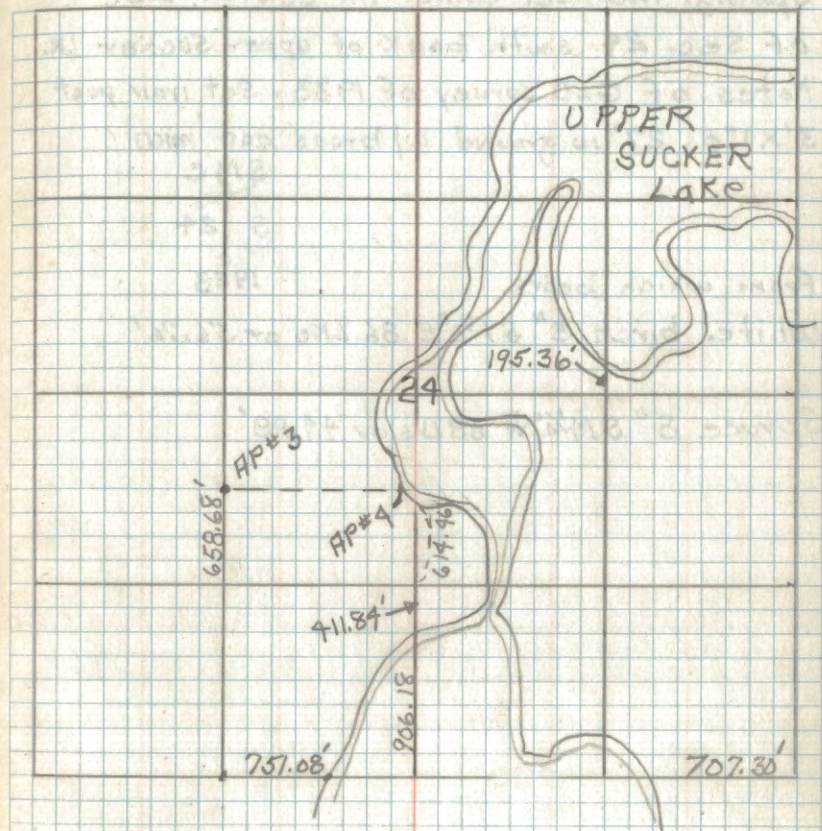 UPPER
SUCKER
Lake
195.36'
24
AP#3
658.68'
AP#4
614.46
411.84'
906.18
751.08'
707.30'